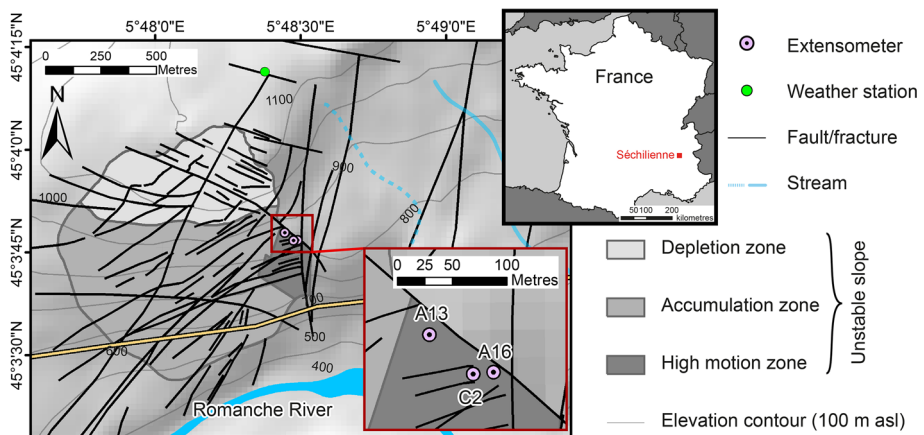 5°48'0"E
5°48'30"E
5°49'0"E
45°4'15"N
45°4'0"N
45°3'45"N
45°3'30"N
0 250 500
Metres
N
1100
1000
900
800
600
500
400
Romanche River
0 25 50 100
Metres
A13
A16
C2
France
Séchilienne
50 100 200
kilometres
Extensometer
Weather station
Fault/fracture
Stream
Depletion zone
Accumulation zone
High motion zone
Unstable slope
Elevation contour (100 m asl)